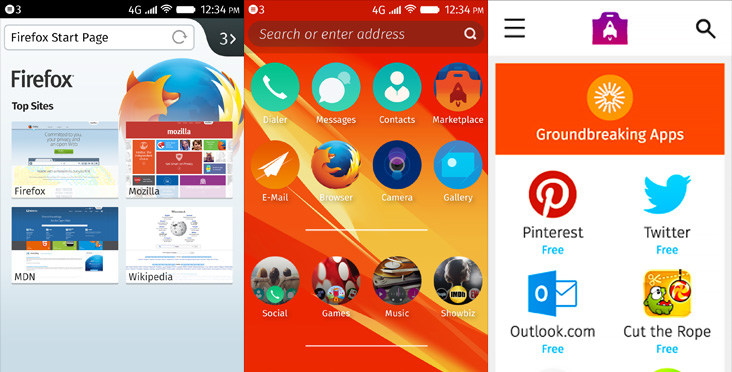 3
4G
12:34 PM
Firefox Start Page
3>
Firefox
Top Sites
mozilla
Firefox
Mozilla
MDN
Wikipedia
3
4G
12:34 PM
Search or enter address
Dialer
Messages
Contacts
Marketplace
E-Mail
Browser
Camera
Gallery
IMDb
Social
Games
Music
Showbiz
Groundbreaking Apps
Pinterest
Twitter
Free
Free
Outlook.com
Cut the Rope
Free
Free